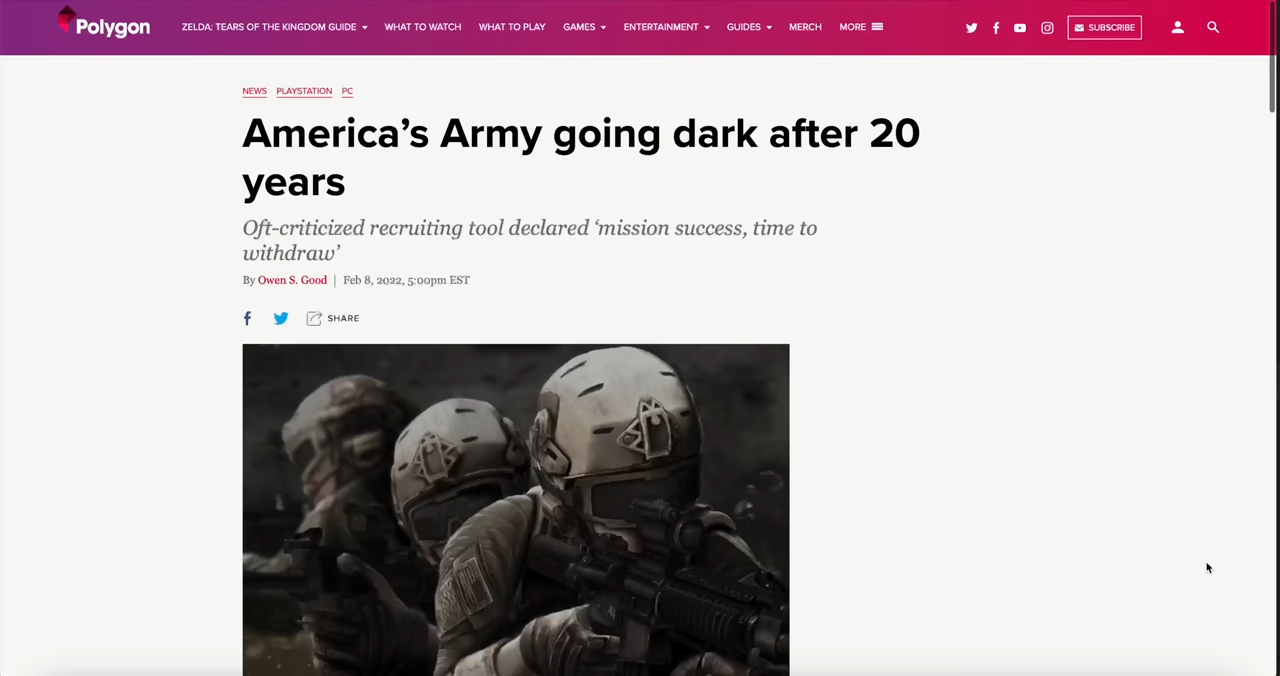 Polygon
ZELDA: TEARS OF THE KINGDOM GUIDE WHAT TO WATCH WHAT TO PLAY GAMES ENTERTAINMENT GUIDES MERCH MORE SUBSCRIBE
NEWS PLAYSTATION PC
America’s Army going dark after 20
years
Oft-criticized recruiting tool declared ‘mission success, time to
withdraw’
By Owen S. Good | Feb 8, 2022, 5:00pm EST
SHARE